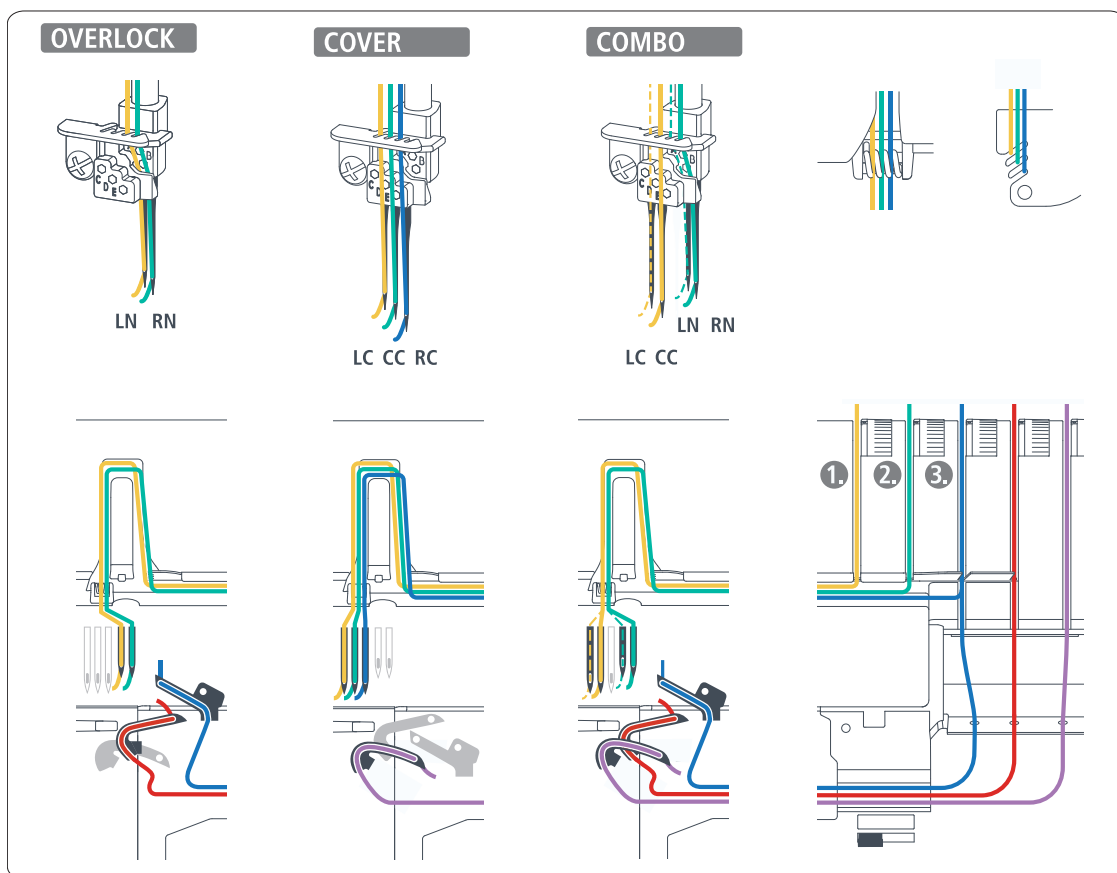 OVERLOCK
COVER
COMBO
A B
C D E
B
C D E
A B
C D E
LN RN
LC CC RC
LN RN
LC CC
1. 2. 3.